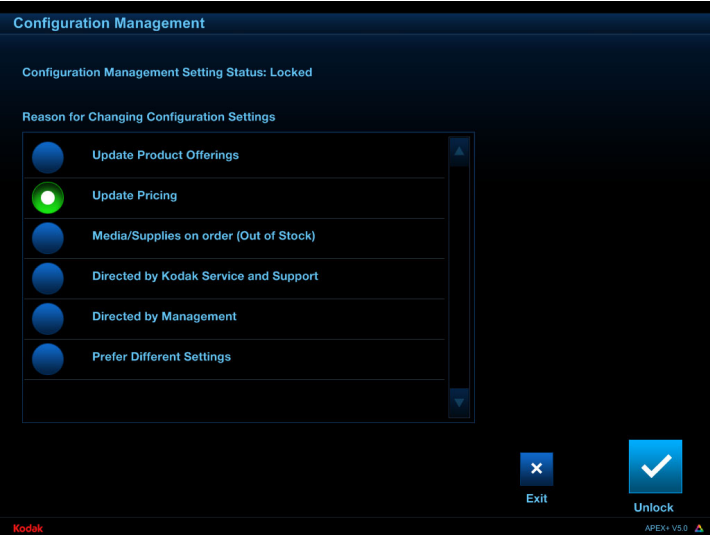 Configuration Management
Configuration Management Setting Status: Locked
Reason for Changing Configuration Settings
Update Product Offerings
Update Pricing
Media/Supplies on order (Out of Stock)
Directed by Kodak Service and Support
Directed by Management
Prefer Different Settings
Exit
Unlock
Kodak
APEX+ V5.0